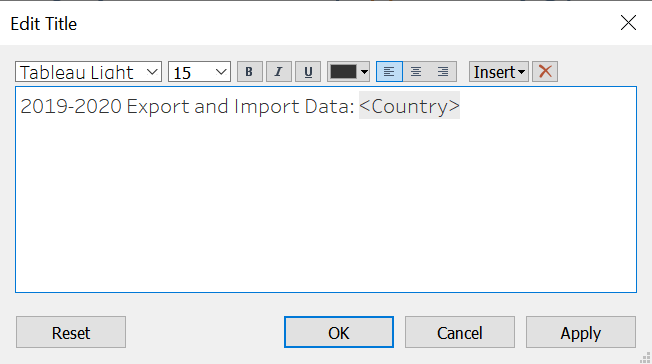 Edit Title
Tableau Light 15 B I U Insert
2019-2020 Export and Import Data: <Country>
Reset OK Cancel Apply